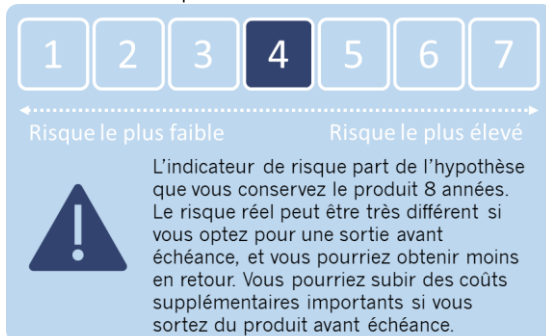 1 2 3 4 5 6 7
Risque le plus faible Risque le plus élevé
L'indicateur de risque part de l'hypothèse
que vous conservez le produit 8 années.
Le risque réel peut être très différent si
vous optez pour une sortie avant
échéance, et vous pourriez obtenir moins
en retour. Vous pourriez subir des coûts
supplémentaires importants si vous
sortez du produit avant échéance.